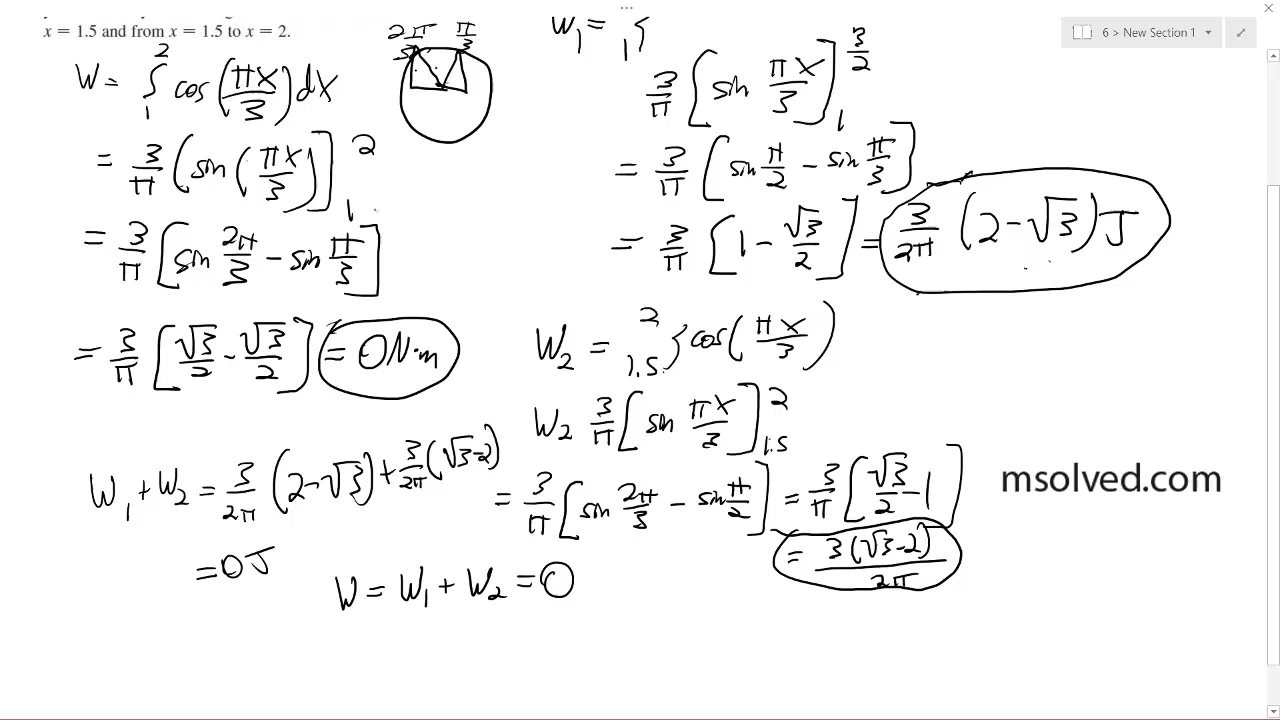 x = 1.5 and from x = 1.5 to x = 2.
6 > New Section 1
W = ∫₁² cos(πx/3) dx
= 3/π (sin(πx/3)]₁²
= 3/π [sin 2π/3 − sin π/3]
= 3/π [√3/2 − √3/2] = 0 N·m
2π/3 π/3
W₁ + W₂ = 3/2π (2−√3) + 3/2π (√3−2)
= 0 J
W = W₁ + W₂ = 0
W₁ = ₁∫
3/π [sin πx/3]₁^(3/2)
= 3/π [sin π/2 − sin π/3]
= 3/π [1 − √3/2] = 3/2π (2−√3) J
W₂ = ∫₁.₅² cos(πx/3)
W₂ 3/π [sin πx/3]₁.₅²
= 3/π [sin 2π/3 − sin π/2] = 3/π [√3/2 − 1]
= 3(√3−2)/2π
msolved.com